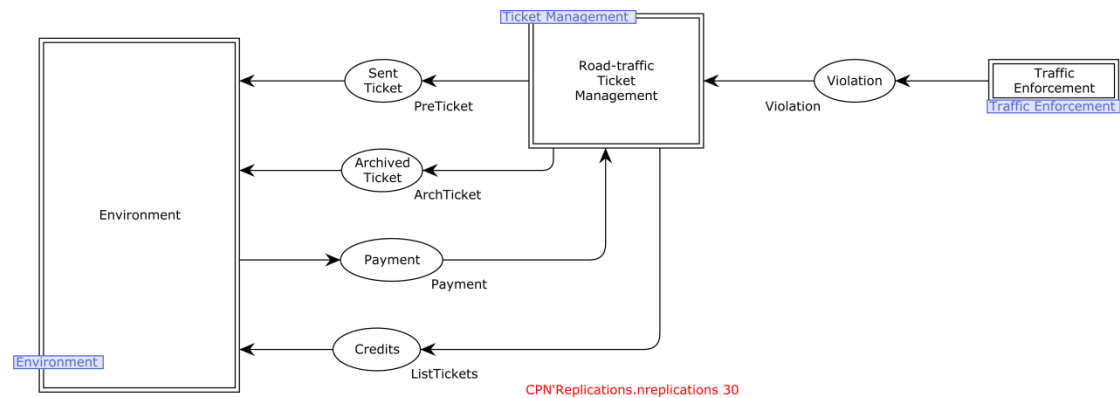 Ticket Management
Road-traffic
Ticket
Management
Sent
Ticket
PreTicket
Violation
Violation
Traffic
Enforcement
Traffic Enforcement
Archived
Ticket
ArchTicket
Environment
Payment
Payment
Environment
Credits
ListTickets
CPN'Replications.nreplications 30